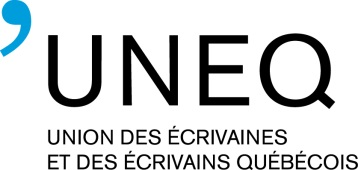 ’UNEQ
UNION DES ÉCRIVAINES
ET DES ÉCRIVAINS QUÉBÉCOIS